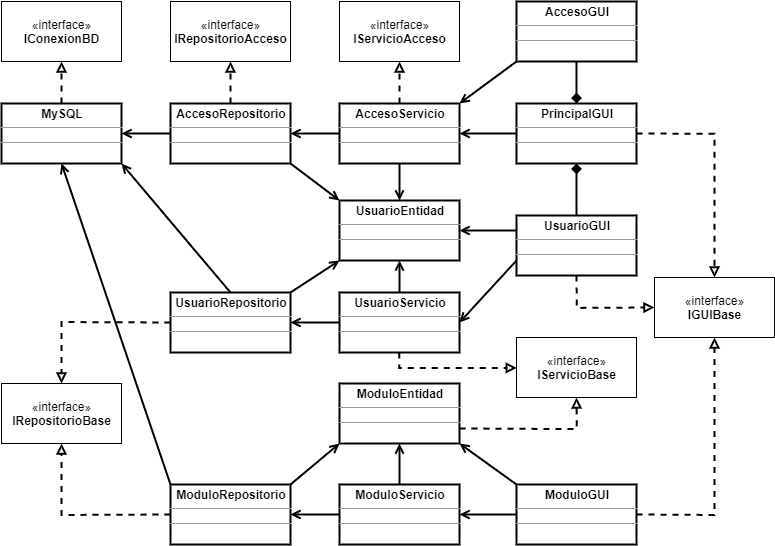 «interface»
IConexionBD
«interface»
IRepositorioAcceso
«interface»
IServicioAcceso
AccesoGUI
MySQL
AccesoRepositorio
AccesoServicio
PrincipalGUI
UsuarioEntidad
UsuarioGUI
UsuarioRepositorio
UsuarioServicio
«interface»
IGUIBase
«interface»
IServicioBase
«interface»
IRepositorioBase
ModuloEntidad
ModuloRepositorio
ModuloServicio
ModuloGUI